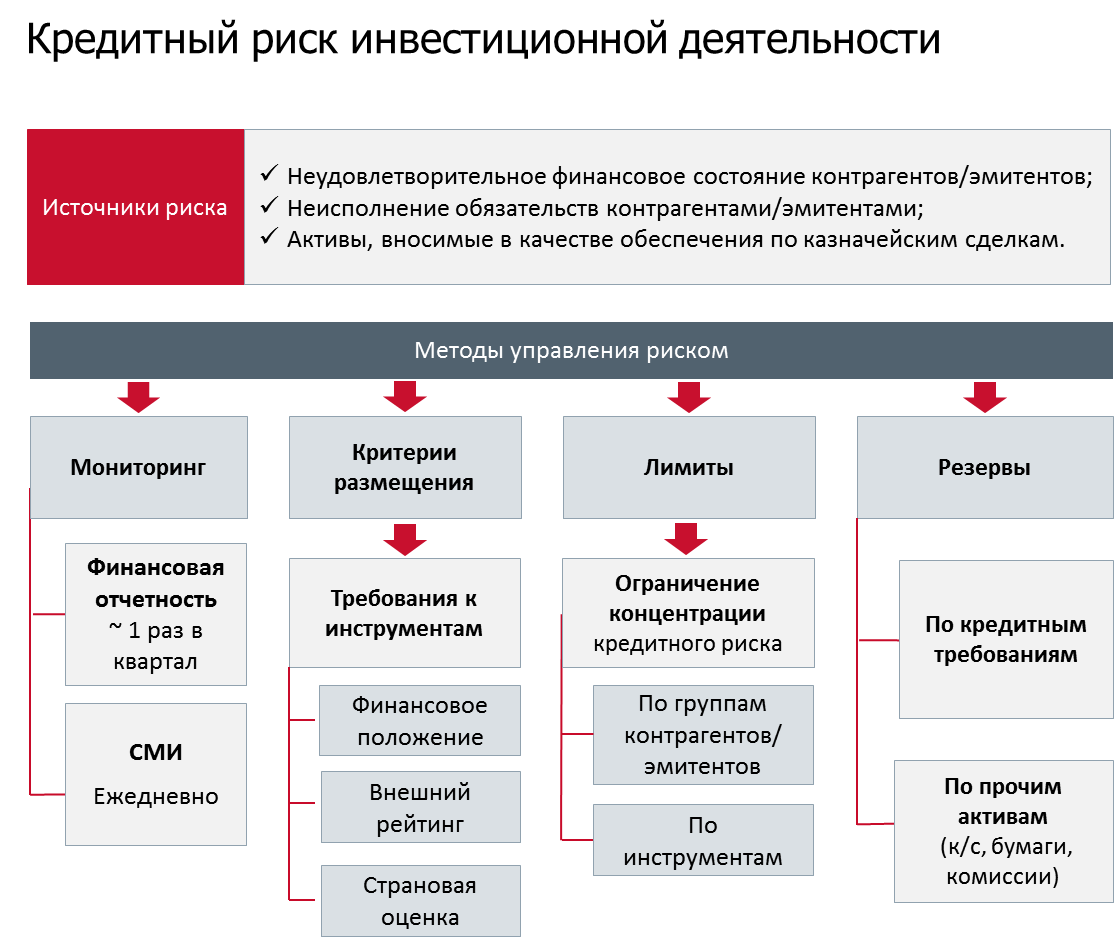 Кредитный риск инвестиционной деятельности
Источники риска
✓ Неудовлетворительное финансовое состояние контрагентов/эмитентов;
✓ Неисполнение обязательств контрагентами/эмитентами;
✓ Активы, вносимые в качестве обеспечения по казначейским сделкам.
Методы управления риском
Мониторинг
Финансовая
отчетность
~ 1 раз в
квартал
СМИ
Ежедневно
Критерии
размещения
Требования к
инструментам
Финансовое
положение
Внешний
рейтинг
Страновая
оценка
Лимиты
Ограничение
концентрации
кредитного риска
По группам
контрагентов/
эмитентов
По
инструментам
Резервы
По кредитным
требованиям
По прочим
активам
(к/с, бумаги,
комиссии)